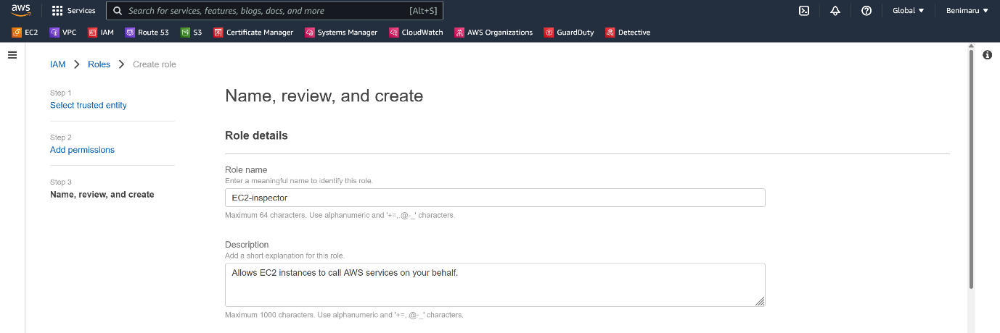 aws
Services
Search for services, features, blogs, docs, and more
[Alt+S]
Global
Benimaru
EC2
VPC
IAM
Route 53
S3
Certificate Manager
Systems Manager
CloudWatch
AWS Organizations
GuardDuty
Detective
IAM > Roles > Create role
Step 1
Select trusted entity
Step 2
Add permissions
Step 3
Name, review, and create
Name, review, and create
Role details
Role name
Enter a meaningful name to identify this role.
EC2-inspector
Maximum 64 characters. Use alphanumeric and '+=,.@-_' characters.
Description
Add a short explanation for this role.
Allows EC2 instances to call AWS services on your behalf.
Maximum 1000 characters. Use alphanumeric and '+=,.@-_' characters.